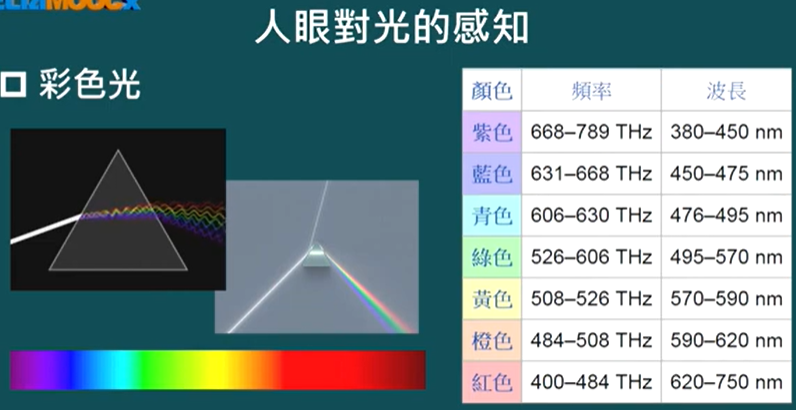 人眼對光的感知
彩色光
顏色 頻率 波長
紫色 668–789 THz 380–450 nm
藍色 631–668 THz 450–475 nm
青色 606–630 THz 476–495 nm
綠色 526–606 THz 495–570 nm
黃色 508–526 THz 570–590 nm
橙色 484–508 THz 590–620 nm
紅色 400–484 THz 620–750 nm